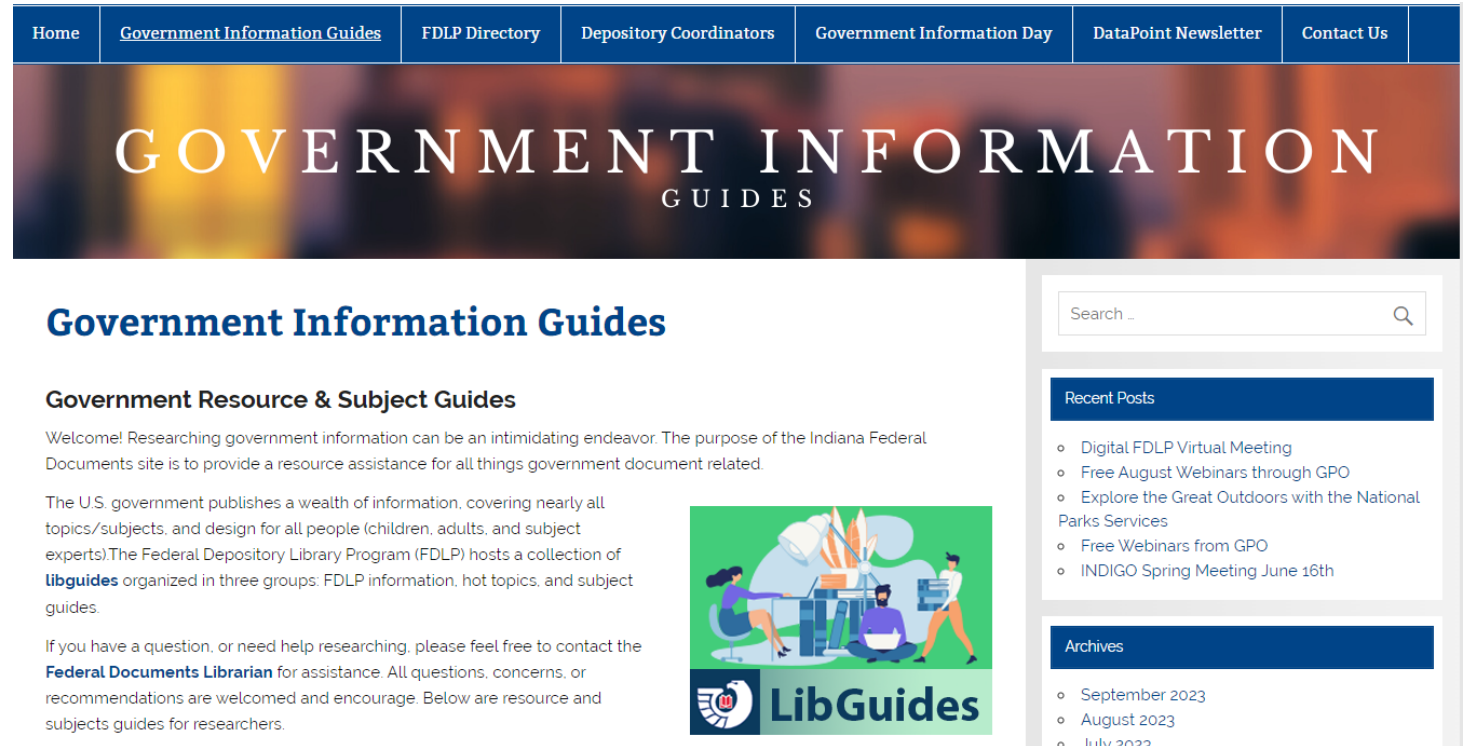 Home
Government Information Guides
FDLP Directory
Depository Coordinators
Government Information Day
DataPoint Newsletter
Contact Us
GOVERNMENT INFORMATION
GUIDES
Government Information Guides
Government Resource & Subject Guides
Welcome! Researching government information can be an intimidating endeavor. The purpose of the Indiana Federal
Documents site is to provide a resource assistance for all things government document related.
The U.S. government publishes a wealth of information, covering nearly all
topics/subjects, and design for all people (children, adults, and subject
experts).The Federal Depository Library Program (FDLP) hosts a collection of
libguides organized in three groups: FDLP information, hot topics, and subject
guides.
If you have a question, or need help researching, please feel free to contact the
Federal Documents Librarian for assistance. All questions, concerns, or
recommendations are welcomed and encourage. Below are resource and
subjects guides for researchers.
LibGuides
Search …
Recent Posts
Digital FDLP Virtual Meeting
Free August Webinars through GPO
Explore the Great Outdoors with the National
Parks Services
Free Webinars from GPO
INDIGO Spring Meeting June 16th
Archives
September 2023
August 2023
July 2023